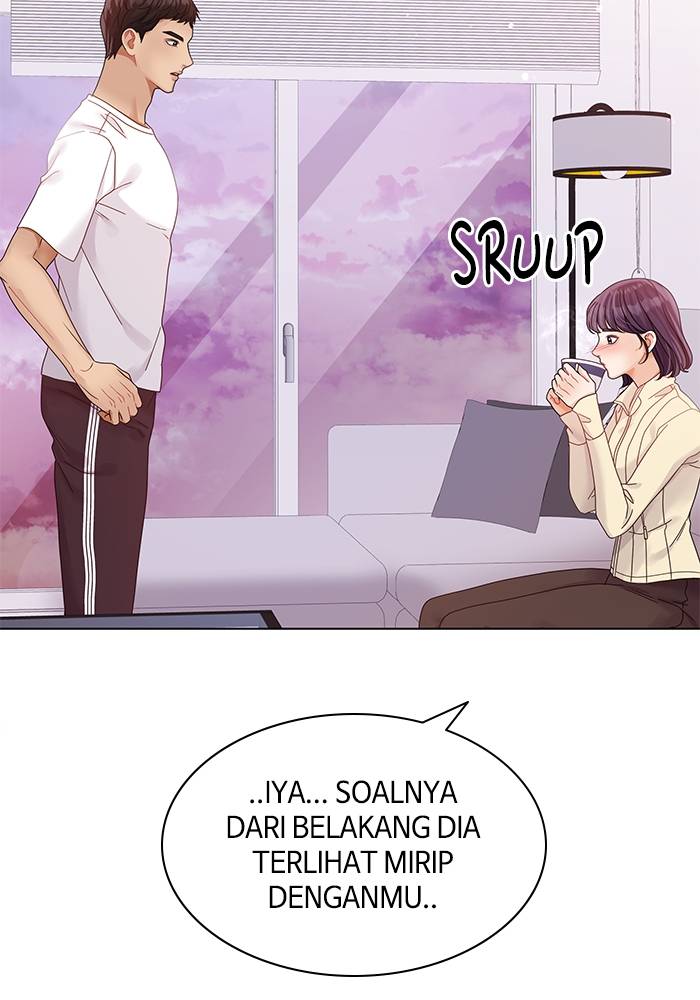 SRUUP
..IYA... SOALNYA
DARI BELAKANG DIA
TERLIHAT MIRIP
DENGANMU..